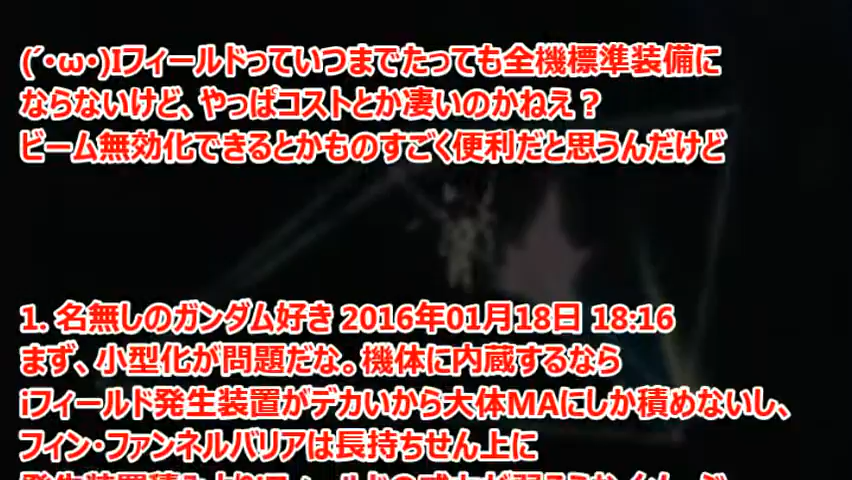 (´・ω・)Iフィールドっていつまでたっても全機標準装備に
ならないけど、やっぱコストとか凄いのかねえ？
ビーム無効化できるとかものすごく便利だと思うんだけど
1. 名無しのガンダム好き 2016年01月18日 18:16
まず、小型化が問題だな。機体に内蔵するなら
iフィールド発生装置がデカいから大体MAにしか積めないし、
フィン・ファンネルバリアは長持ちせん上に